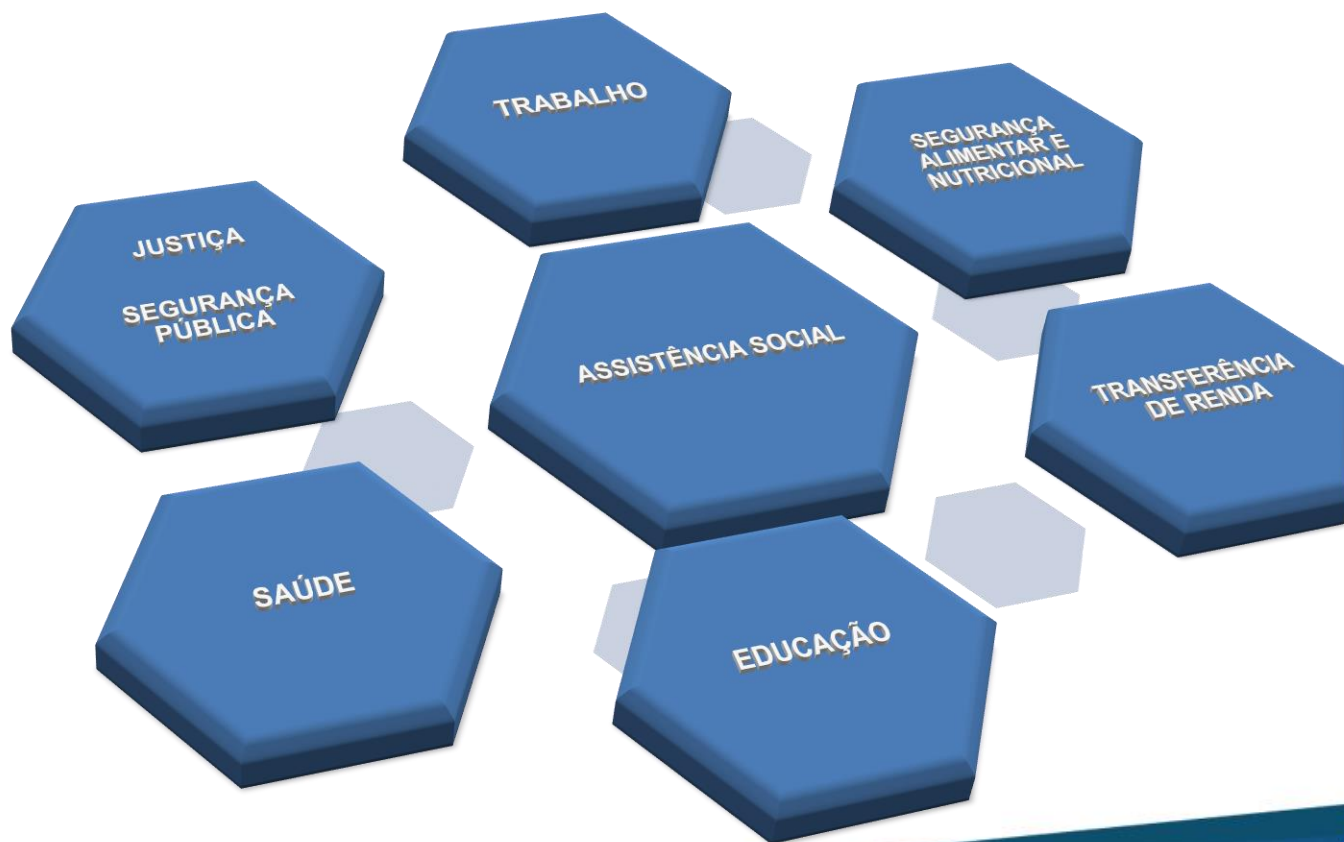 TRABALHO
SEGURANÇA
ALIMENTAR E
NUTRICIONAL
JUSTIÇA
SEGURANÇA
PÚBLICA
ASSISTÊNCIA SOCIAL
TRANSFERÊNCIA
DE RENDA
SAÚDE
EDUCAÇÃO